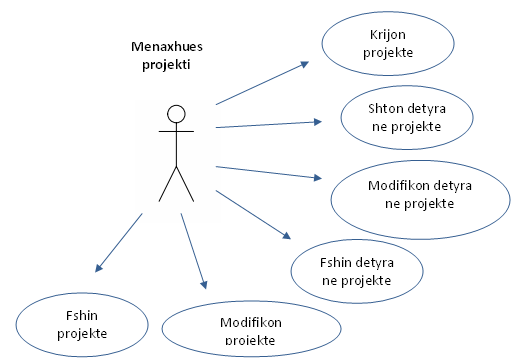 Menaxhues
projekti
Krijon
projekte
Shton detyra
ne projekte
Modifikon detyra
ne projekte
Fshin detyra
ne projekte
Modifikon
projekte
Fshin
projekte